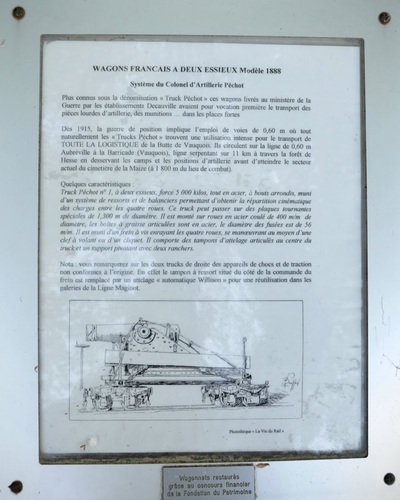 WAGONS FRANCAIS A DEUX ESSIEUX Modèle 1888
Système du Colonel d'Artillerie Péchot
Plus connus sous la dénomination « Truck Péchot » ces wagons livrés au ministère de la
Guerre par les établissements Decauville avaient pour vocation première le transport des
pièces lourdes d'artillerie, des munitions … dans les places fortes
Dès 1915, la guerre de position implique l'emploi de voies de 0,60 m où tout
naturellement les « Trucks Péchot » trouvent une utilisation intense pour le transport de
TOUTE LA LOGISTIQUE de la Butte de Vauquois. Ils circulent sur la ligne de 0,60 m
Aubréville à la Barricade (Vauquois), ligne serpentant sur 11 km à travers la forêt de
Hesse en desservant les camps et les positions d'artillerie avant d'atteindre le secteur
actuel du cimetière de la Maize (à 1 800 m du lieu de combat).
Quelques caractéristiques :
Truck Péchot n° 1, à deux essieux, force 5 000 kilos, tout en acier, à bouts arrondis, muni
d'un système de ressorts et de balanciers permettant d'obtenir la répartition automatique
des charges entre les quatre roues. Ce truck peut passer sur des plaques tournantes
spéciales de 1,300 m de diamètre. Il est monté sur roues en acier coulé de 400 m/m de
diamètre, les boîtes à graisse articulées sont en acier, le diamètre des fusées est de 56
m/m. Il est muni d'un frein à vis enrayant les quatre roues, se manœuvrant au moyen d'une
clef à volant ou d'un cliquet. Il comporte des tampons d'attelage articulés au centre du
truck et un support pivotant avec deux ranchers.
Nota : vous remarquerez sur les deux trucks de droite des appareils de chocs et de traction
non conformes à l'origine. En effet le tampon à ressort situé du côté de la commande du
frein est remplacé par un attelage « automatique Willison » pour une réutilisation dans les
galeries de la Ligne Maginot.
Photothèque « La Vie du Rail »
Wagonnets restaurés
grâce au concours financier
de la Fondation du Patrimoine